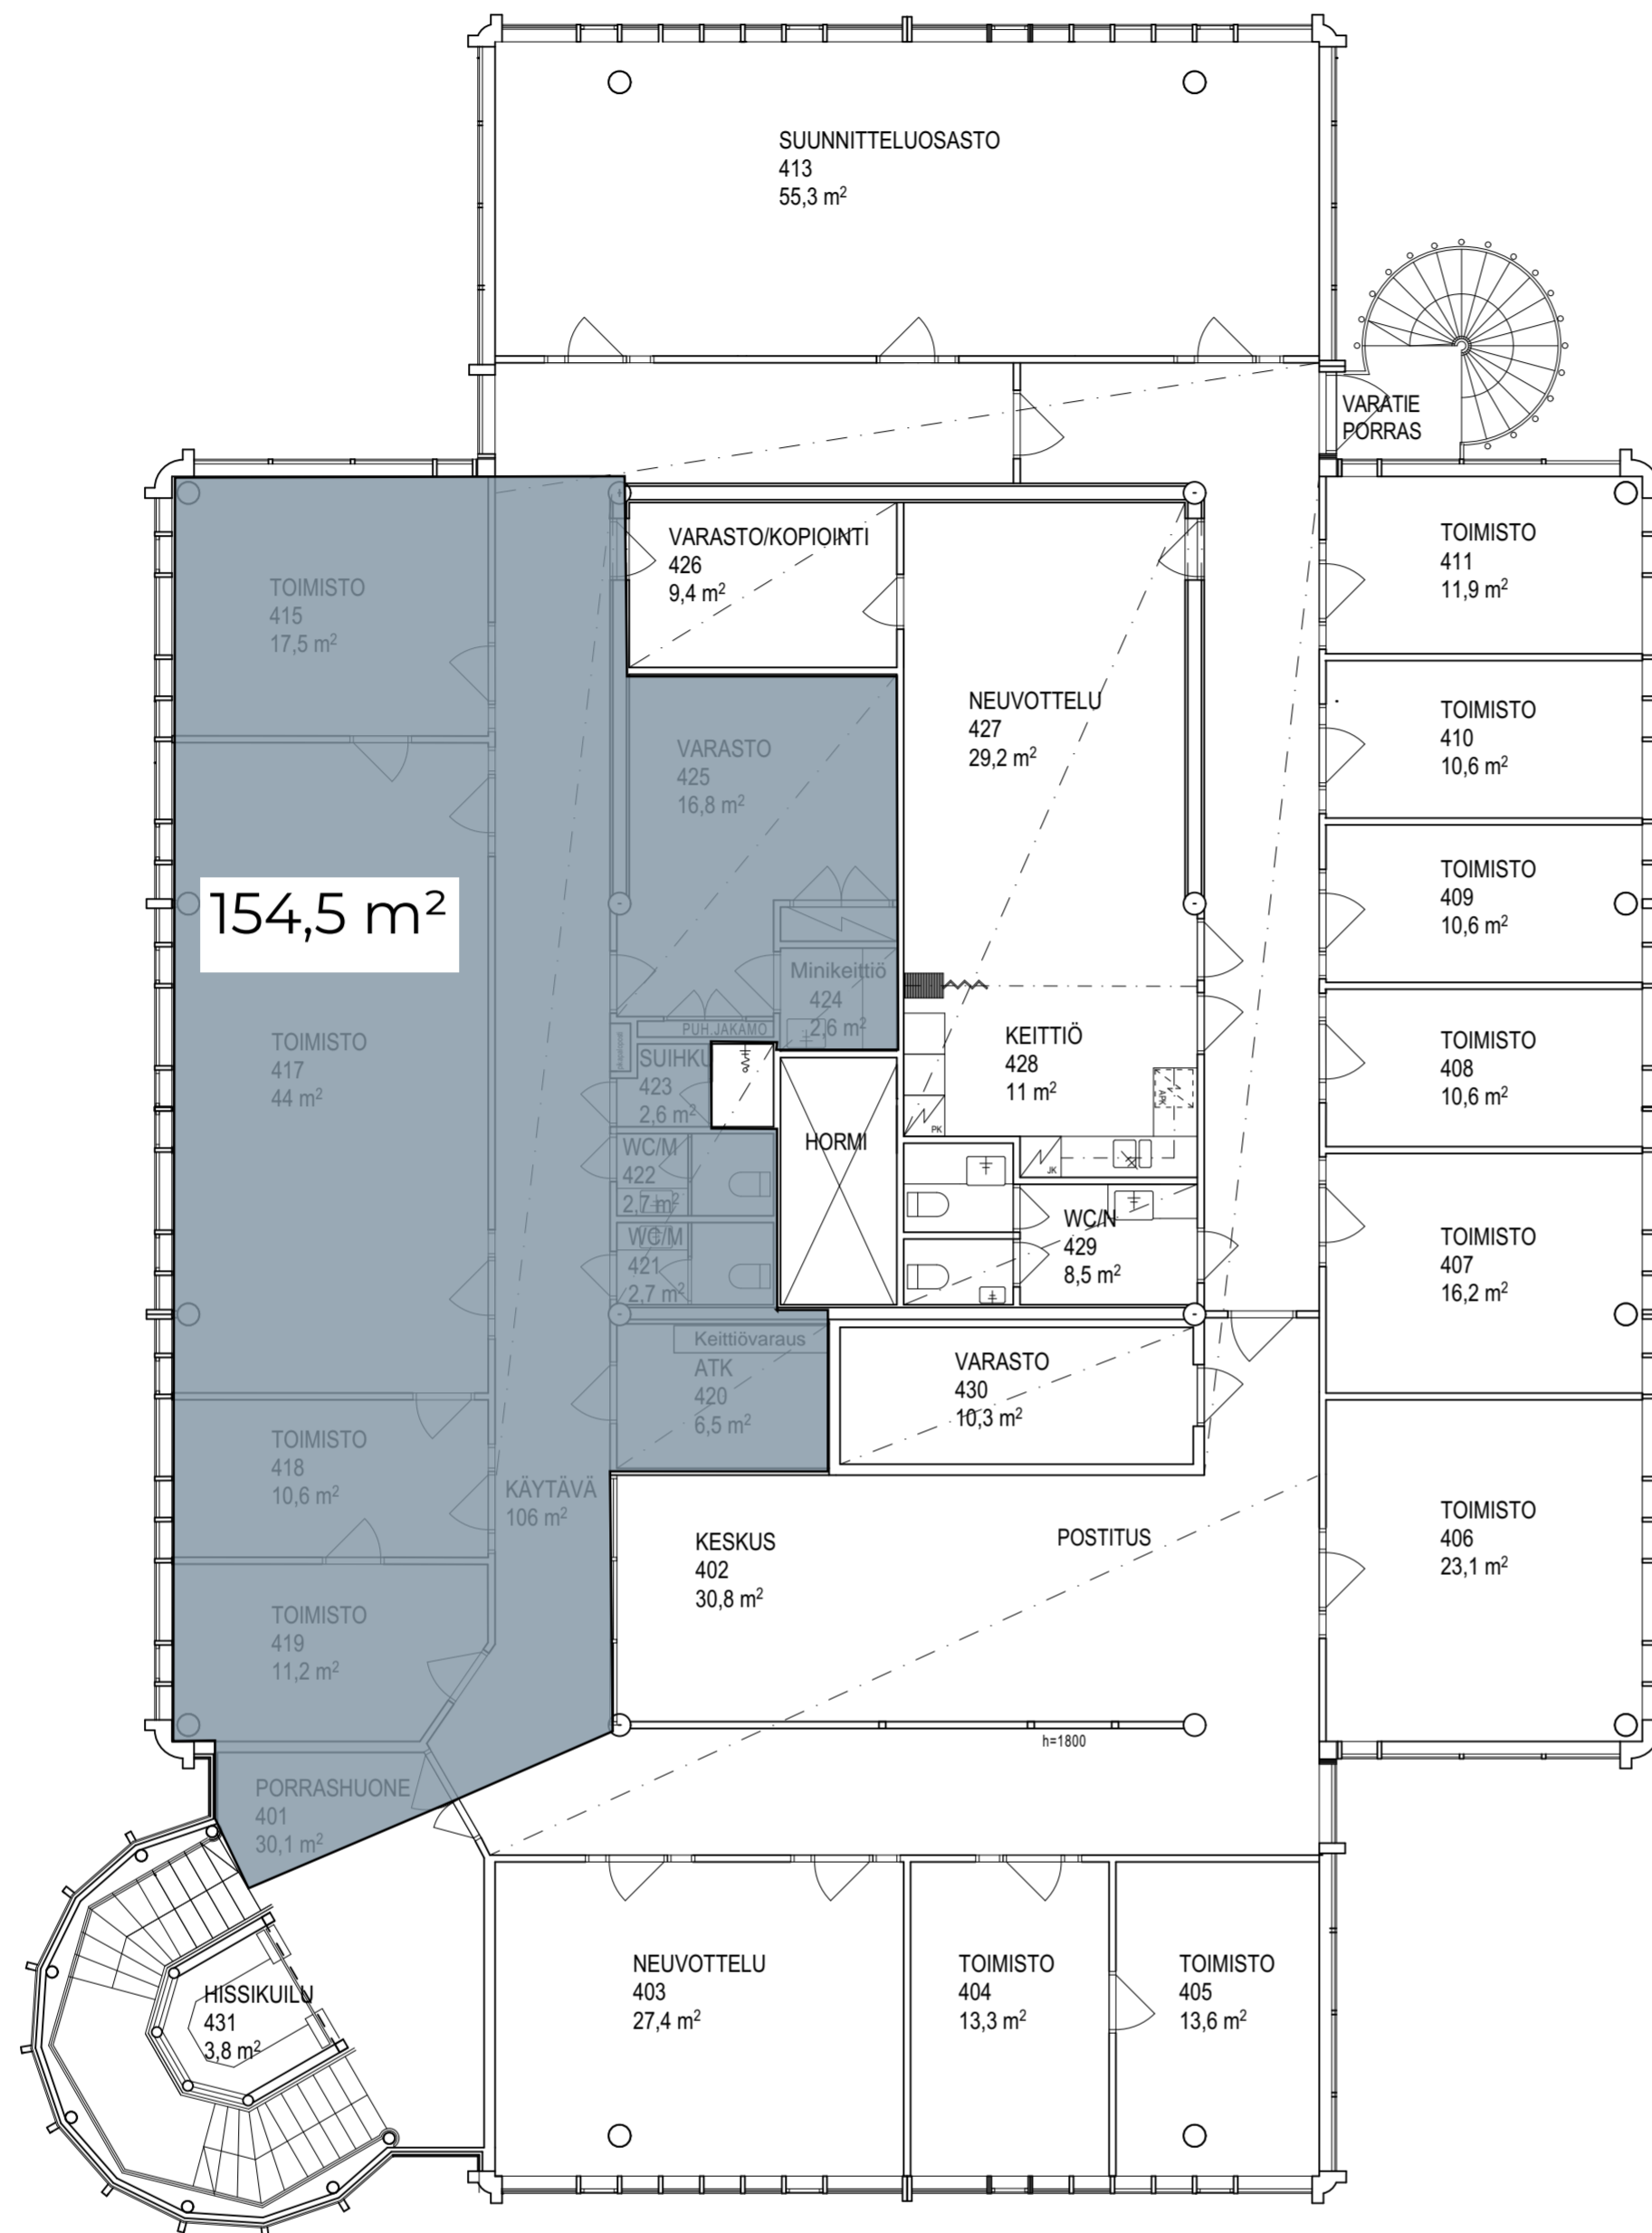 SUUNNITTELUOSASTO
413
55,3 m²
VARATIE
PORRAS
TOIMISTO
415
17,5 m²
VARASTO/KOPIOINTI
426
9,4 m²
TOIMISTO
411
11,9 m²
VARASTO
425
16,8 m²
NEUVOTTELU
427
29,2 m²
TOIMISTO
410
10,6 m²
154,5 m²
TOIMISTO
409
10,6 m²
Minikeittiö
424
2,6 m²
PUH.JAKAMO
TOIMISTO
417
44 m²
SUIHKU
423
2,6 m²
KEITTIÖ
428
11 m²
APK
PK
JK
TOIMISTO
408
10,6 m²
WC/M
422
2,7 m²
HORMI
WC/M
421
2,7 m²
WC/N
429
8,5 m²
TOIMISTO
407
16,2 m²
Keittiövaraus
ATK
420
6,5 m²
VARASTO
430
10,3 m²
TOIMISTO
418
10,6 m²
KÄYTÄVÄ
106 m²
KESKUS
402
30,8 m²
POSTITUS
TOIMISTO
406
23,1 m²
TOIMISTO
419
11,2 m²
h=1800
PORRASHUONE
401
30,1 m²
HISSIKUILU
431
3,8 m²
NEUVOTTELU
403
27,4 m²
TOIMISTO
404
13,3 m²
TOIMISTO
405
13,6 m²